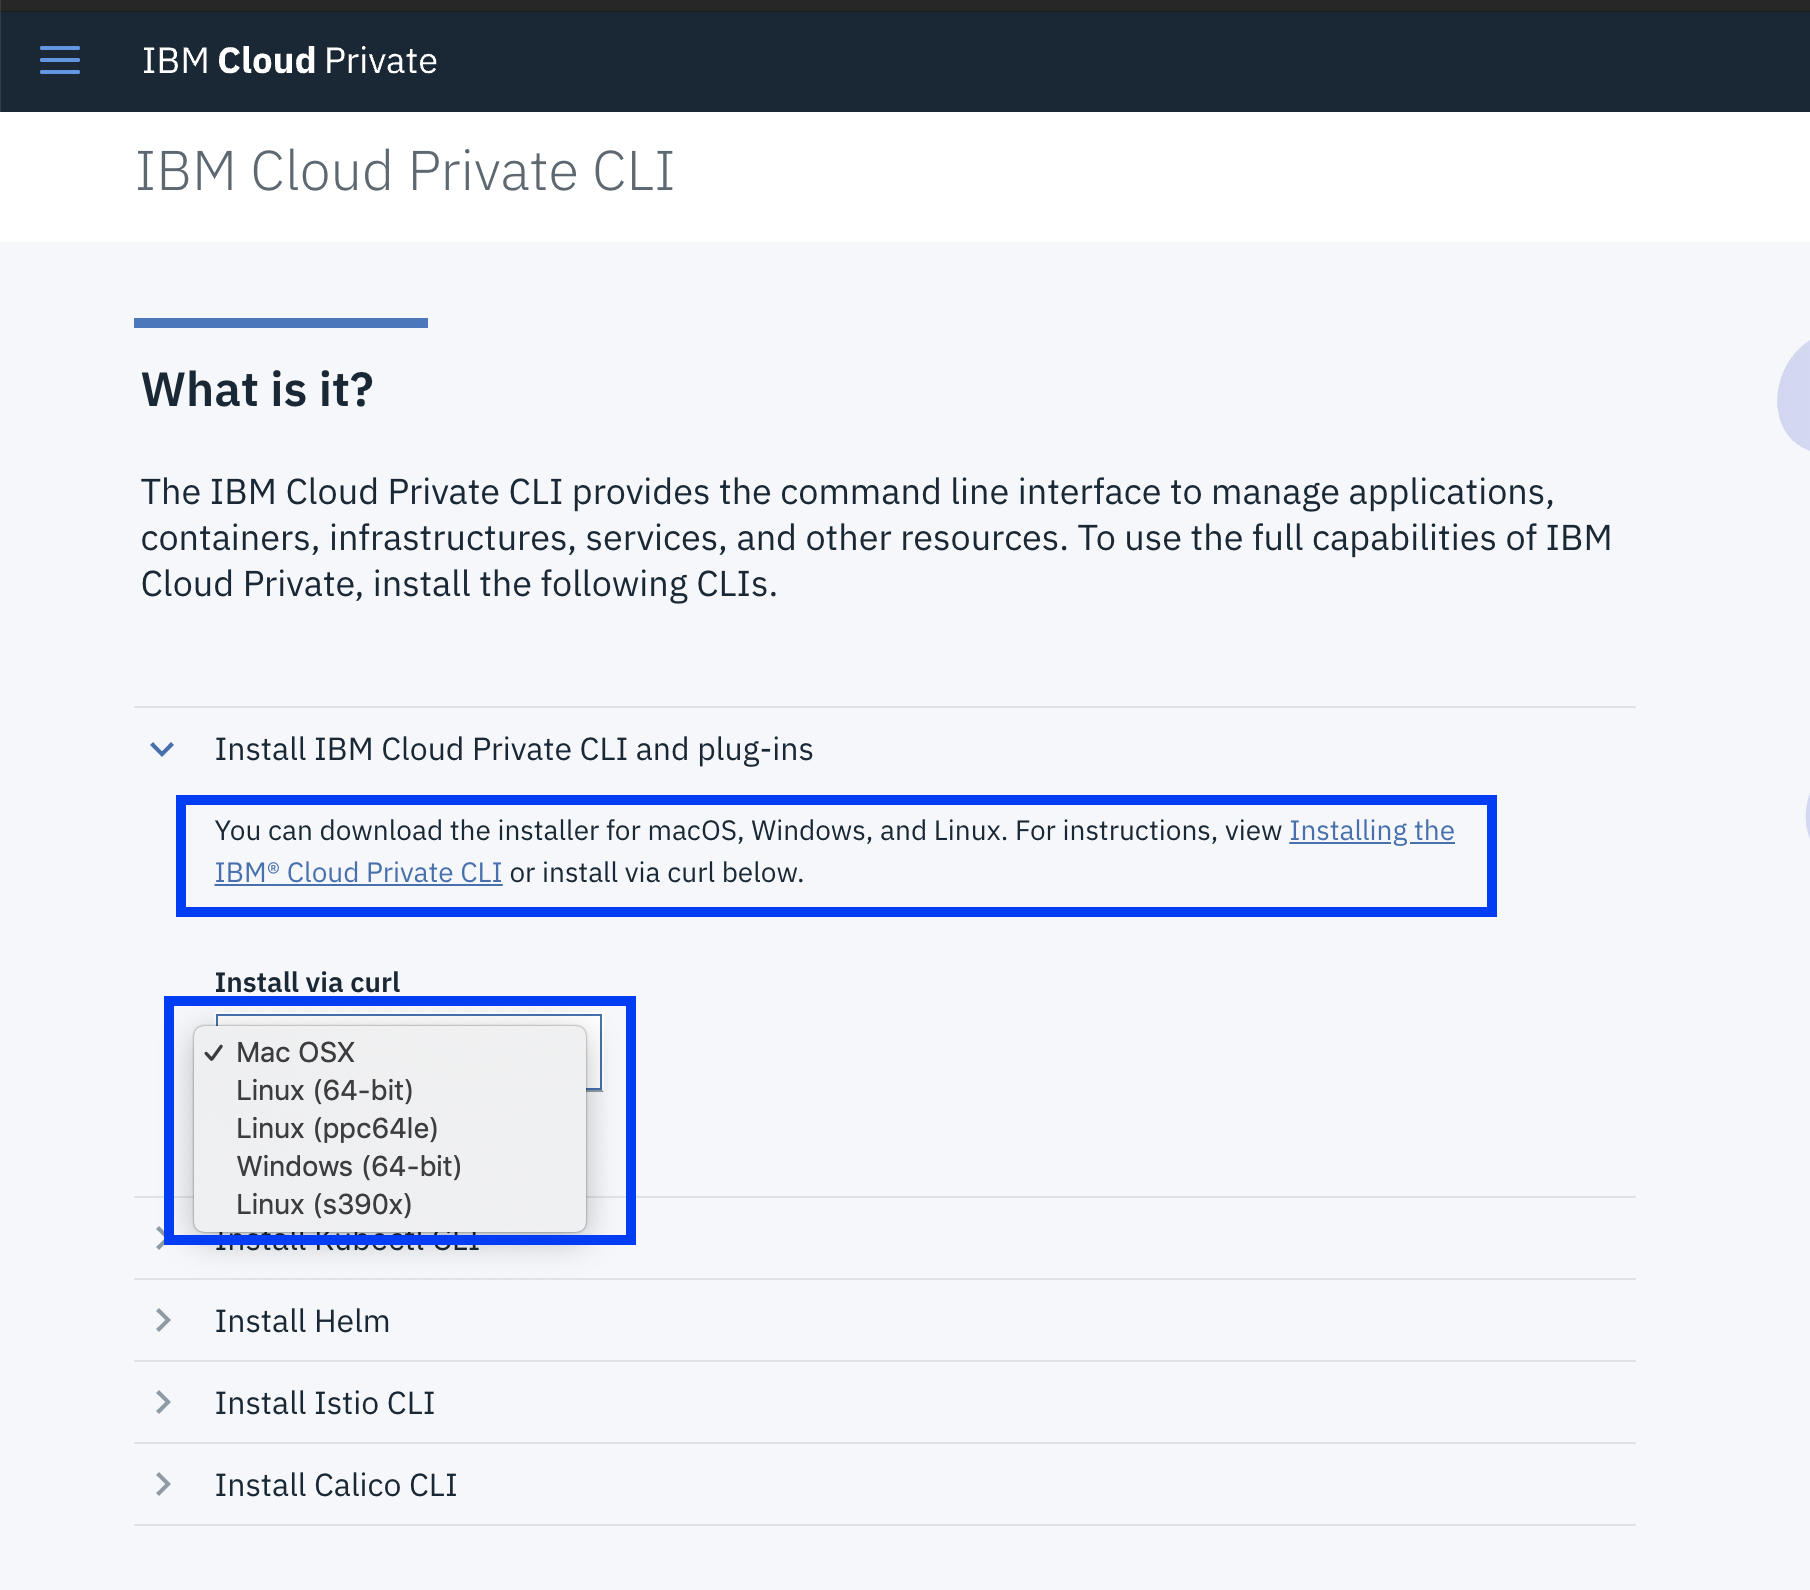 IBM Cloud Private
IBM Cloud Private CLI
What is it?
The IBM Cloud Private CLI provides the command line interface to manage applications,
containers, infrastructures, services, and other resources. To use the full capabilities of IBM
Cloud Private, install the following CLIs.
Install IBM Cloud Private CLI and plug-ins
You can download the installer for macOS, Windows, and Linux. For instructions, view Installing the
IBM® Cloud Private CLI or install via curl below.
Install via curl
✓ Mac OSX
Linux (64-bit)
Linux (ppc64le)
Windows (64-bit)
Linux (s390x)
Install Kubectl CLI
Install Helm
Install Istio CLI
Install Calico CLI